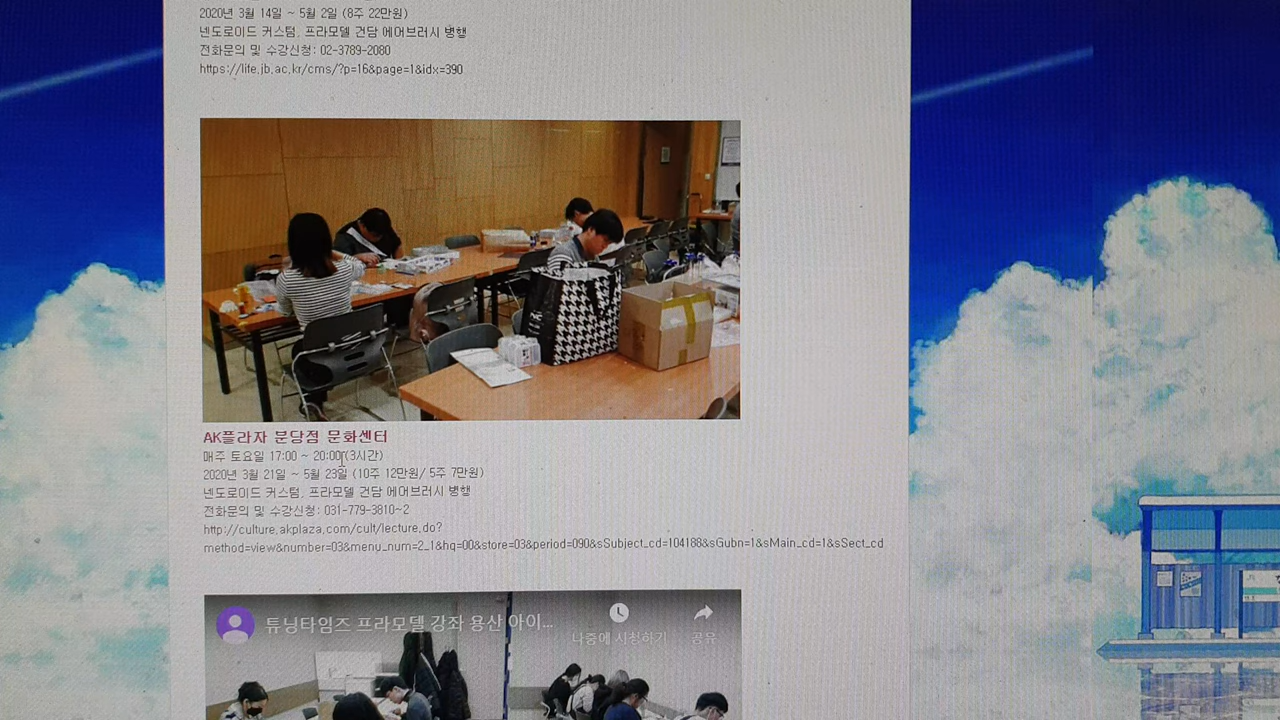 2020년 3월 14일 ~ 5월 2일 (8주 22만원)
넨도로이드 커스텀, 프라모델 건담 에어브러시 병행
전화문의 및 수강신청: 02-3789-2080
https://life.jb.ac.kr/cms/?p=16&page=1&idx=390
AK플라자 분당점 문화센터
매주 토요일 17:00 ~ 20:00(3시간)
2020년 3월 21일 ~ 5월 23일 (10주 12만원/ 5주 7만원)
넨도로이드 커스텀, 프라모델 건담 에어브러시 병행
전화문의 및 수강신청: 031-779-3810~2
http://culture.akplaza.com/cult/lecture.do?
method=view&number=03&menu_num=2_1&hq=00&store=03&period=090&sSubject_cd=104188&sGubn=1&sMain_cd=1&sSect_cd
튜닝타임즈 프라모델 강좌 용산 아이...
나중에 시청하기
공유